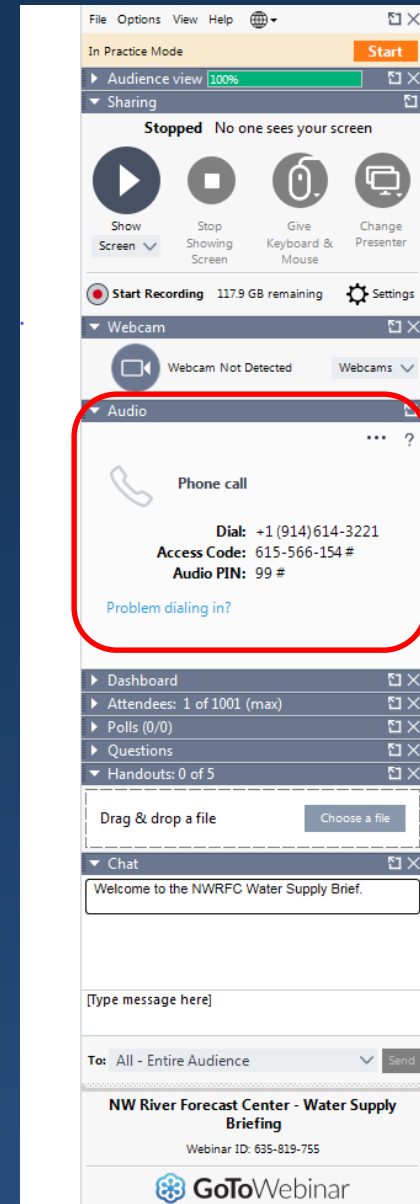 File Options View Help
In Practice Mode Start
Audience view 100%
Sharing
Stopped No one sees your screen
Show Screen
Stop Showing Screen
Give Keyboard & Mouse
Change Presenter
Start Recording 117.9 GB remaining Settings
Webcam
Webcam Not Detected Webcams
Audio
... ?
Phone call
Dial: +1 (914) 614-3221
Access Code: 615-566-154 #
Audio PIN: 99 #
Problem dialing in?
Dashboard
Attendees: 1 of 1001 (max)
Polls (0/0)
Questions
Handouts: 0 of 5
Drag & drop a file Choose a file
Chat
Welcome to the NWRFC Water Supply Brief.
[Type message here]
To: All - Entire Audience Send
NW River Forecast Center - Water Supply
Briefing
Webinar ID: 635-819-755
GoToWebinar